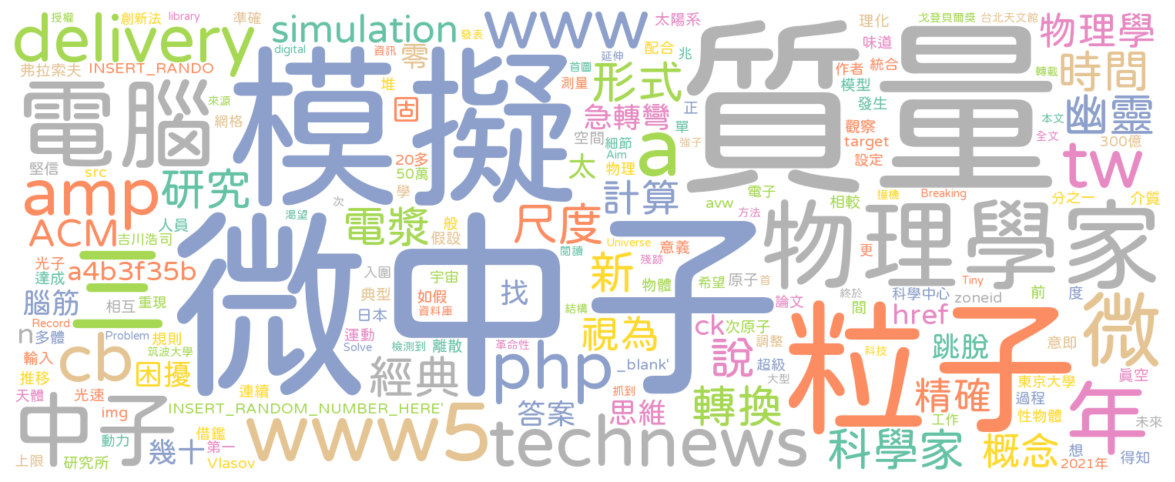 delivery
simulation
www
太陽系
理化
戈登貝爾獎
台北天文館
授權
創新法
library
準確
digital
資訊
發表
延伸
首圖
配合
兆
味道
統合
轉載
物理學
弗拉索夫
INSERT_RANDO
零
形式
測量
作者
模型
時間
模擬
質量
電腦
來源
網格
堆
固
急轉彎
正
單
發生
觀察
本文
全文
幽靈
堅信
src
研究
20多
50萬
空間
細節
Aim
物理
強子
target
設定
300億
tw
amp
學
太
a
計算
電子
撞擊
Breaking
分之一
介質
ACM
人員
渴望
次
電漿
般
假設
尺度
avw
方法
相較
物理學家
吉川浩司
光子
達成
a4b3f35b
三
閱讀
Universe
殘跡
意義
更
腦筋
相互
重現
入圍
典型
宇宙
如假
資料庫
找
新
物體
希望
原子
首
Tiny
科學中心
zoneid
前
度
微
微中子
n
多體
Record
Problem
規則
日本
結構
論文
終於
間
href
cb
筑波大學
運動
Solve
檢測到
離散
革命性
視為
ck
次原子
調整
粒子
跳脫
意即
輸入
推移
困擾
php
_blank'
說
超級
科技
大型
東京大學
眞空
天體
光速
連續
經典
抓到
精確
過程
性物體
年
中子
img
INSERT_RANDOM_NUMBER_HERE'
答案
思維
轉換
工作
未來
動力
借鑑
第一
www5
technews
科學家
概念
想
得知
上限
研究所
幾十
Vlasov
2021年